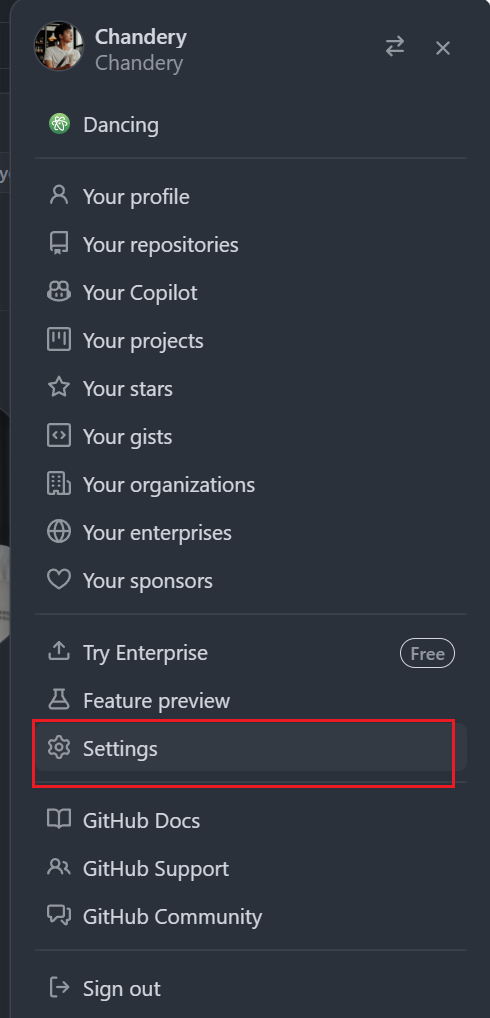 Chandery
Chandery
Dancing
Your profile
Your repositories
Your Copilot
Your projects
Your stars
Your gists
Your organizations
Your enterprises
Your sponsors
Try Enterprise Free
Feature preview
Settings
GitHub Docs
GitHub Support
GitHub Community
Sign out